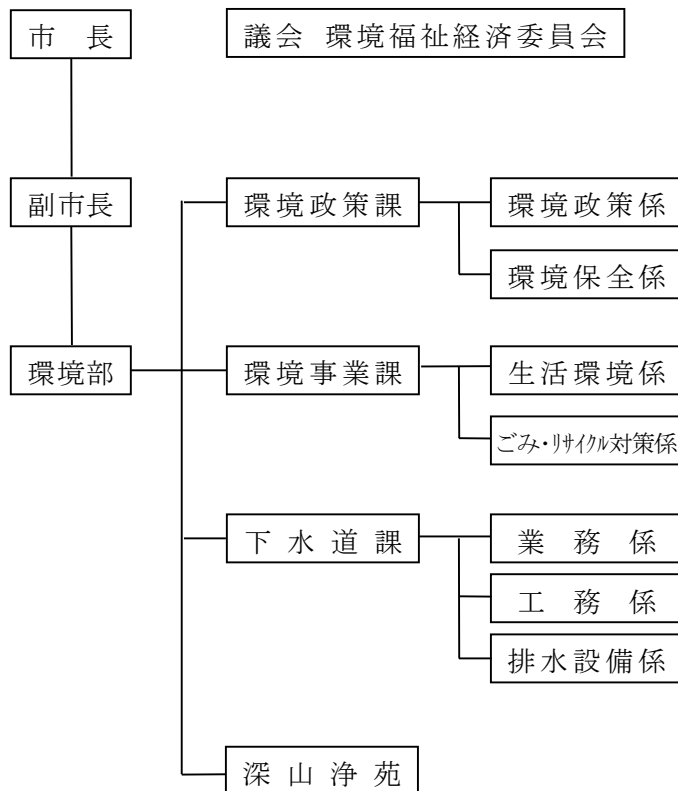 市　長
議会 環境福祉経済委員会
副市長
環境政策課
環境政策係
環境保全係
環境部
環境事業課
生活環境係
ごみ・ﾘｻｲｸﾙ対策係
下 水 道 課
業　務　係
工　務　係
排水設備係
深 山 浄 苑